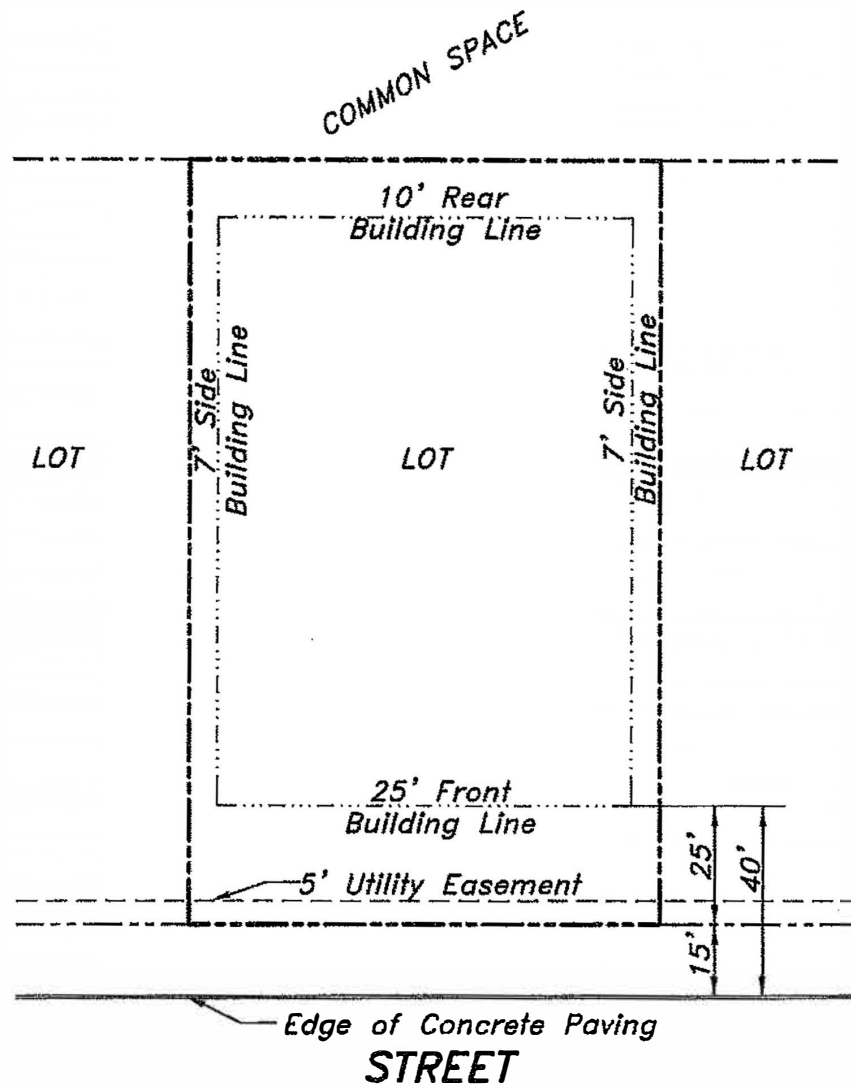 COMMON SPACE
10' Rear
Building Line
7' Side
Building Line
7' Side
Building Line
LOT
LOT
LOT
25' Front
Building Line
25'
40'
5' Utility Easement
15'
Edge of Concrete Paving
STREET